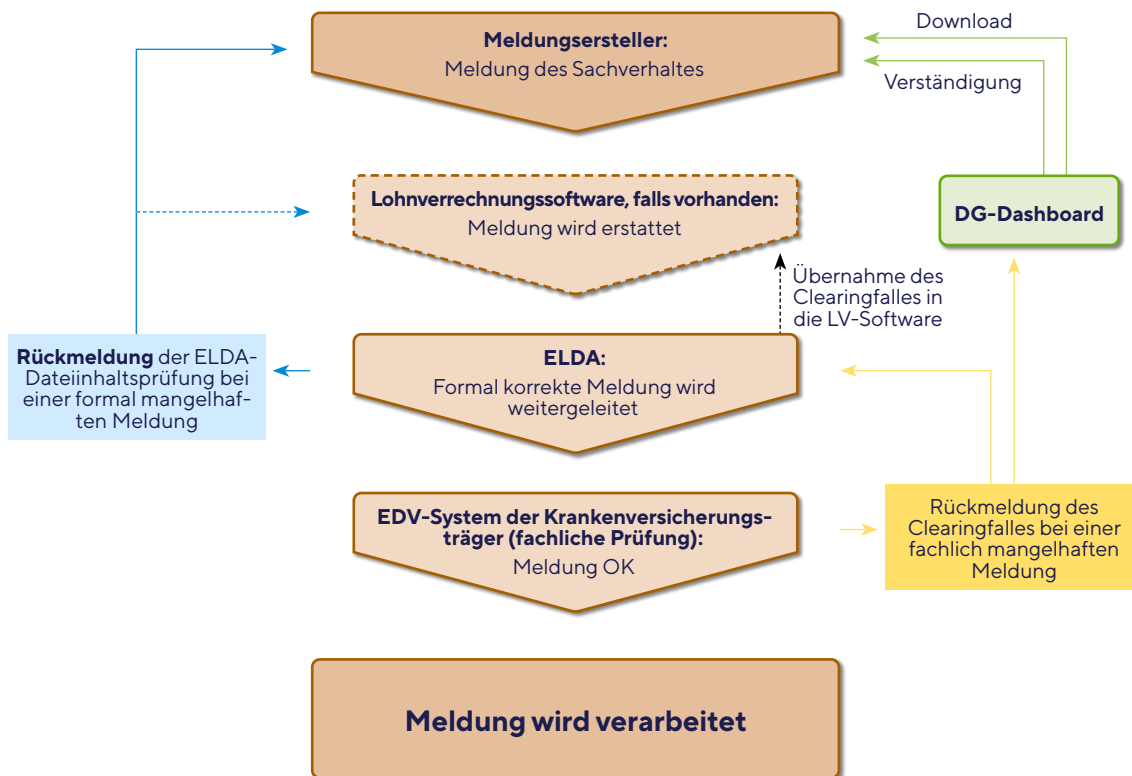 Meldungsersteller:
Meldung des Sachverhaltes
Download
Verständigung
Lohnverrechnungssoftware, falls vorhanden:
Meldung wird erstattet
DG-Dashboard
Übernahme des
Clearingfalles in
die LV-Software
Rückmeldung der ELDA-
Dateiinhaltsprüfung bei
einer formal mangelhaf-
ten Meldung
ELDA:
Formal korrekte Meldung wird
weitergeleitet
EDV-System der Krankenversicherungs-
träger (fachliche Prüfung):
Meldung OK
Rückmeldung des
Clearingfalles bei einer
fachlich mangelhaften
Meldung
Meldung wird verarbeitet